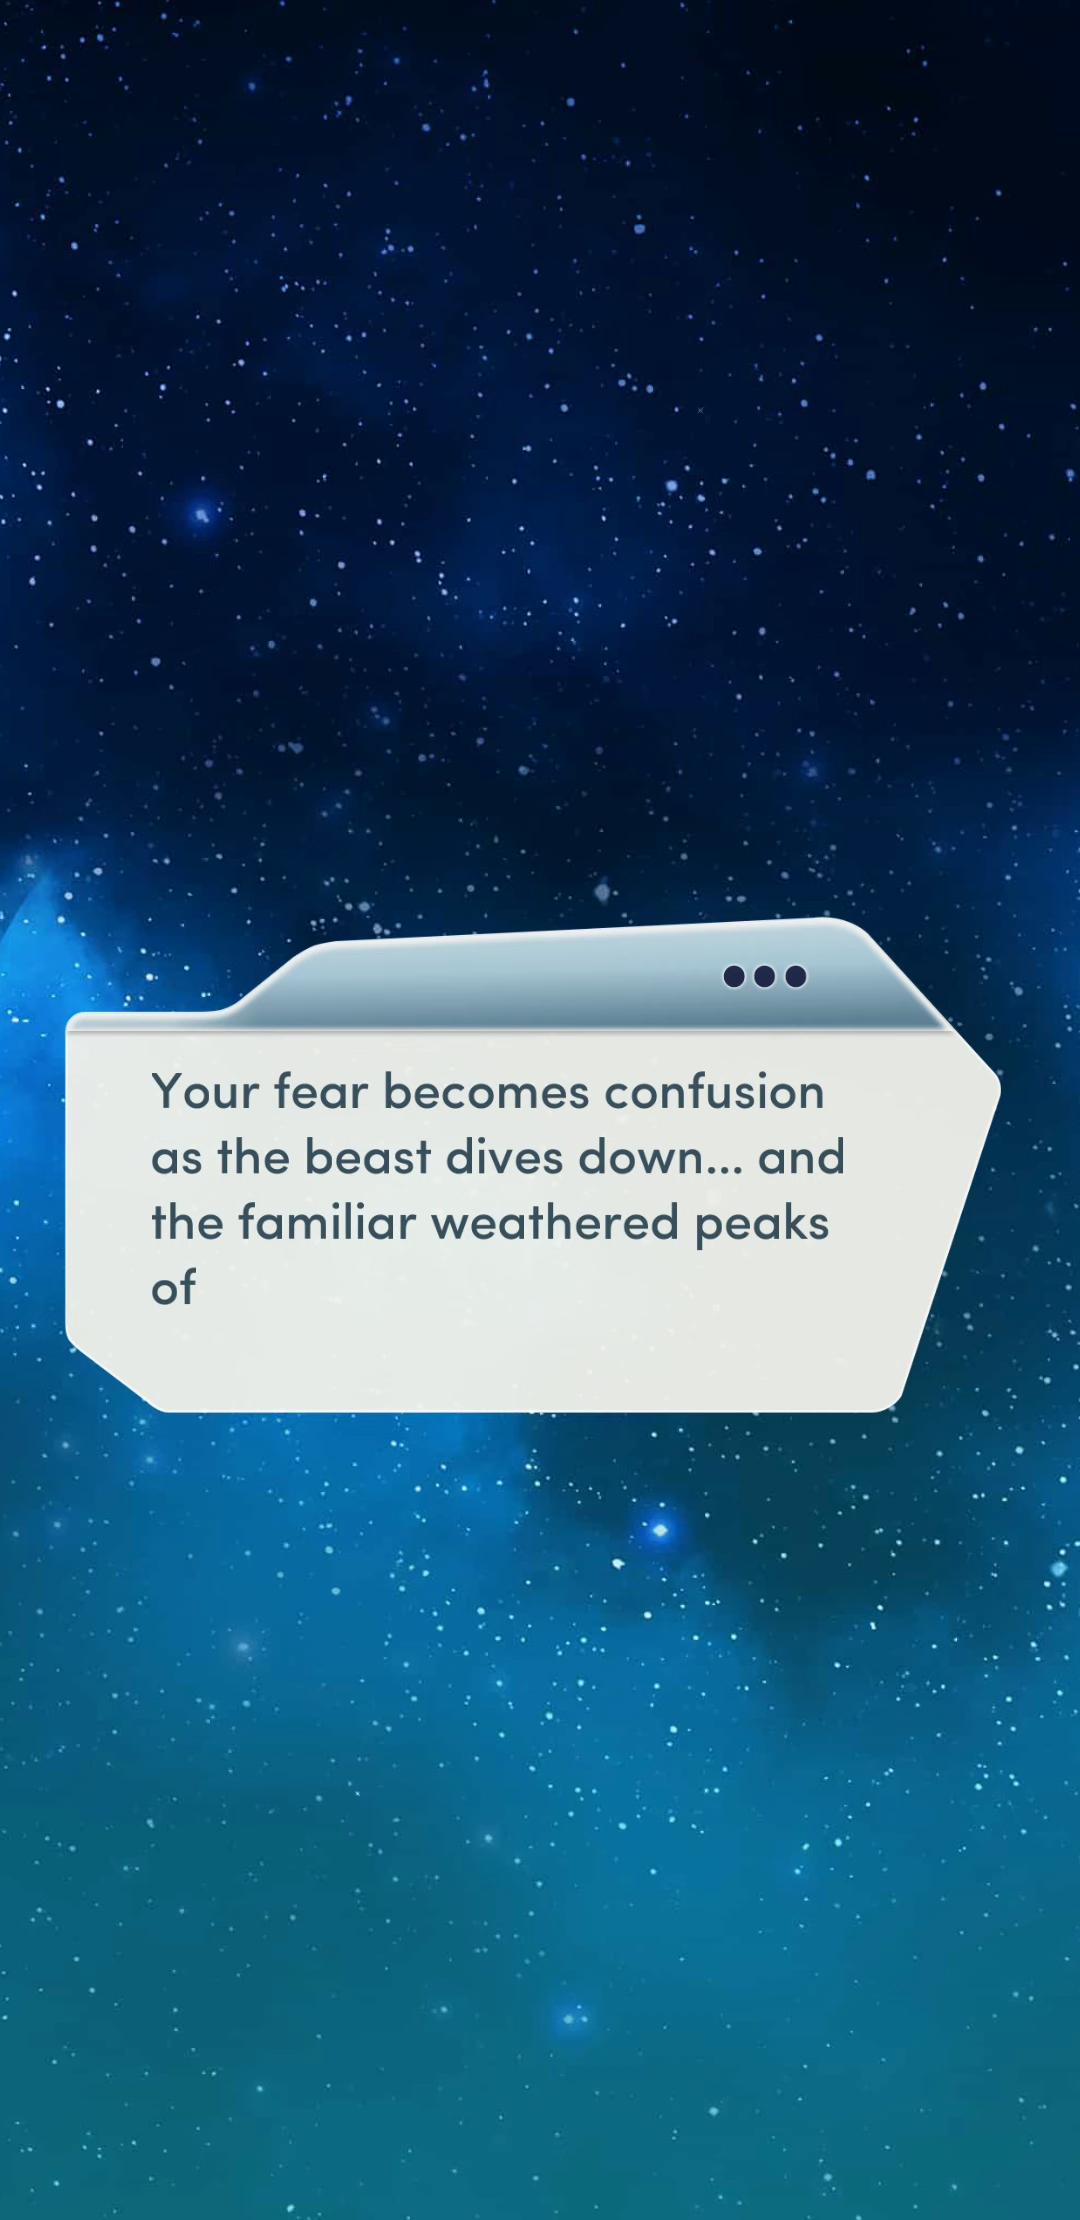 Your fear becomes confusion
as the beast dives down... and
the familiar weathered peaks
of